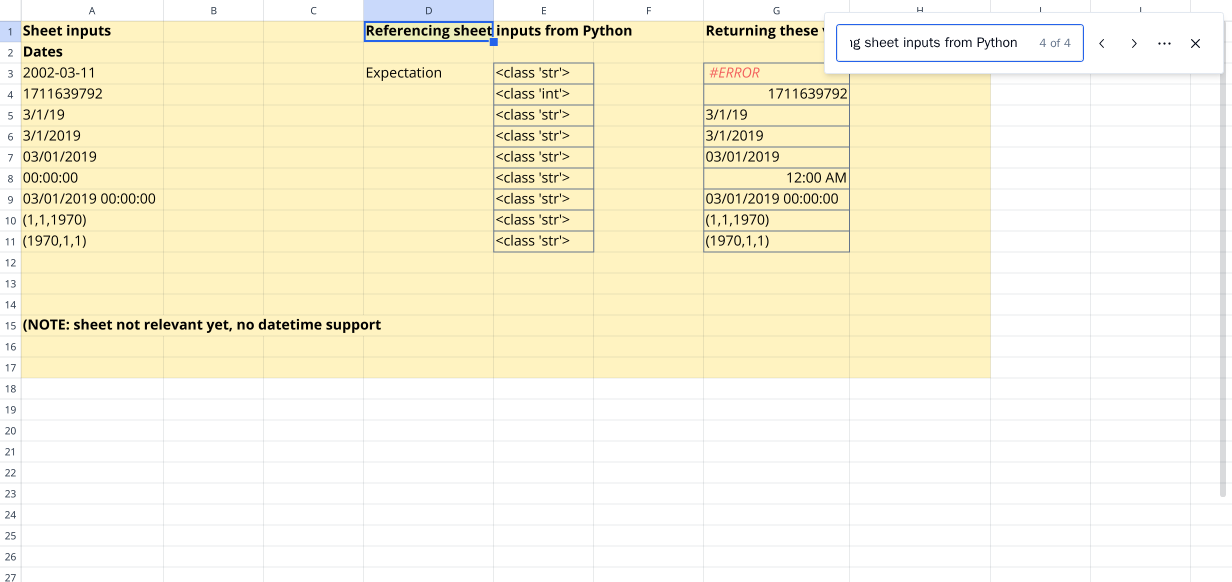 A B C D E F G H
ng sheet inputs from Python 4 of 4
1 Sheet inputs Referencing sheet inputs from Python Returning these
2 Dates
3 2002-03-11 Expectation <class 'str'> #ERROR
4 1711639792 <class 'int'> 1711639792
5 3/1/19 <class 'str'> 3/1/19
6 3/1/2019 <class 'str'> 3/1/2019
7 03/01/2019 <class 'str'> 03/01/2019
8 00:00:00 <class 'str'> 12:00 AM
9 03/01/2019 00:00:00 <class 'str'> 03/01/2019 00:00:00
10 (1,1,1970) <class 'str'> (1,1,1970)
11 (1970,1,1) <class 'str'> (1970,1,1)
12
13
14
15 (NOTE: sheet not relevant yet, no datetime support
16
17
18
19
20
21
22
23
24
25
26
27